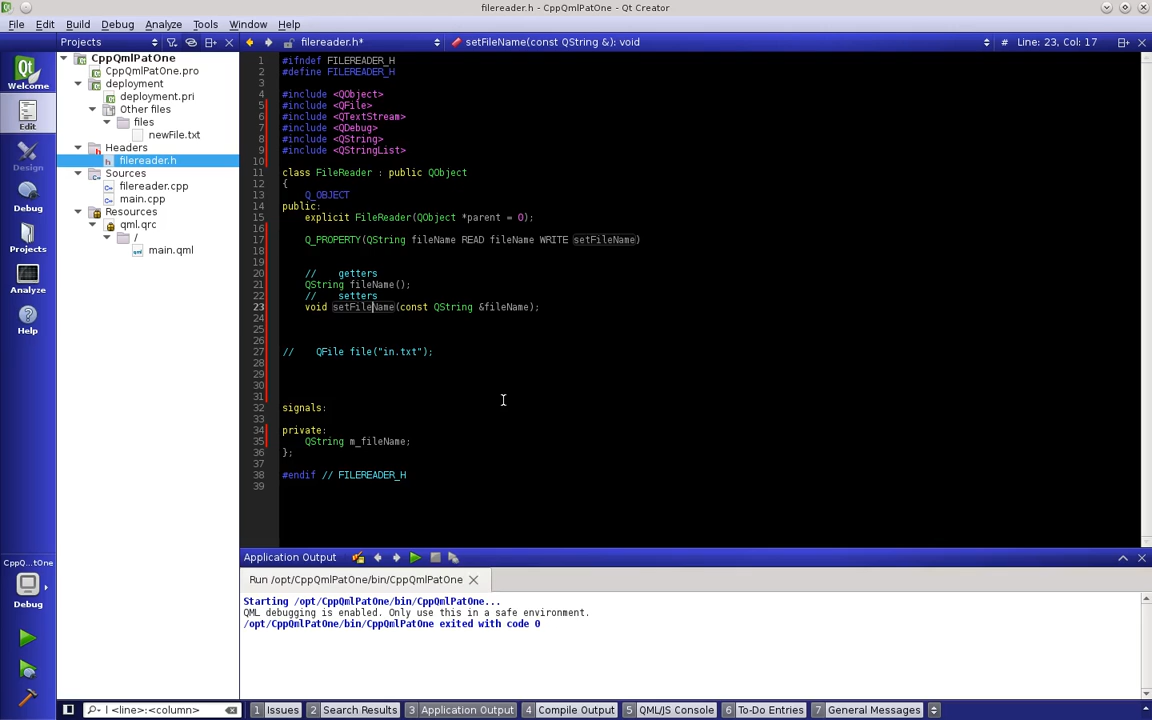 filereader.h - CppQmlPatOne - Qt Creator
File Edit Build Debug Analyze Tools Window Help
Projects filereader.h* setFileName(const QString &): void # Line: 23, Col: 17
Welcome
Edit
Design
Debug
Projects
Analyze
Help
CppQ...tOne
Debug
CppQmlPatOne
CppQmlPatOne.pro
deployment
deployment.pri
Other files
files
newFile.txt
Headers
filereader.h
Sources
filereader.cpp
main.cpp
Resources
qml.qrc
/
main.qml
1 #ifndef FILEREADER_H
2 #define FILEREADER_H
3
4 #include <QObject>
5 #include <QFile>
6 #include <QTextStream>
7 #include <QDebug>
8 #include <QString>
9 #include <QStringList>
10
11 class FileReader : public QObject
12 {
13 Q_OBJECT
14 public:
15 explicit FileReader(QObject *parent = 0);
16
17 Q_PROPERTY(QString fileName READ fileName WRITE setFileName)
18
19
20 // getters
21 QString fileName();
22 // setters
23 void setFileName(const QString &fileName);
24
25
26
27 // QFile file("in.txt");
28
29
30
31
32 signals:
33
34 private:
35 QString m_fileName;
36 };
37
38 #endif // FILEREADER_H
39
Application Output
Run /opt/CppQmlPatOne/bin/CppQmlPatOne
Starting /opt/CppQmlPatOne/bin/CppQmlPatOne...
QML debugging is enabled. Only use this in a safe environment.
/opt/CppQmlPatOne/bin/CppQmlPatOne exited with code 0
l <line>:<column> 1 Issues 2 Search Results 3 Application Output 4 Compile Output 5 QML/JS Console 6 To-Do Entries 7 General Messages